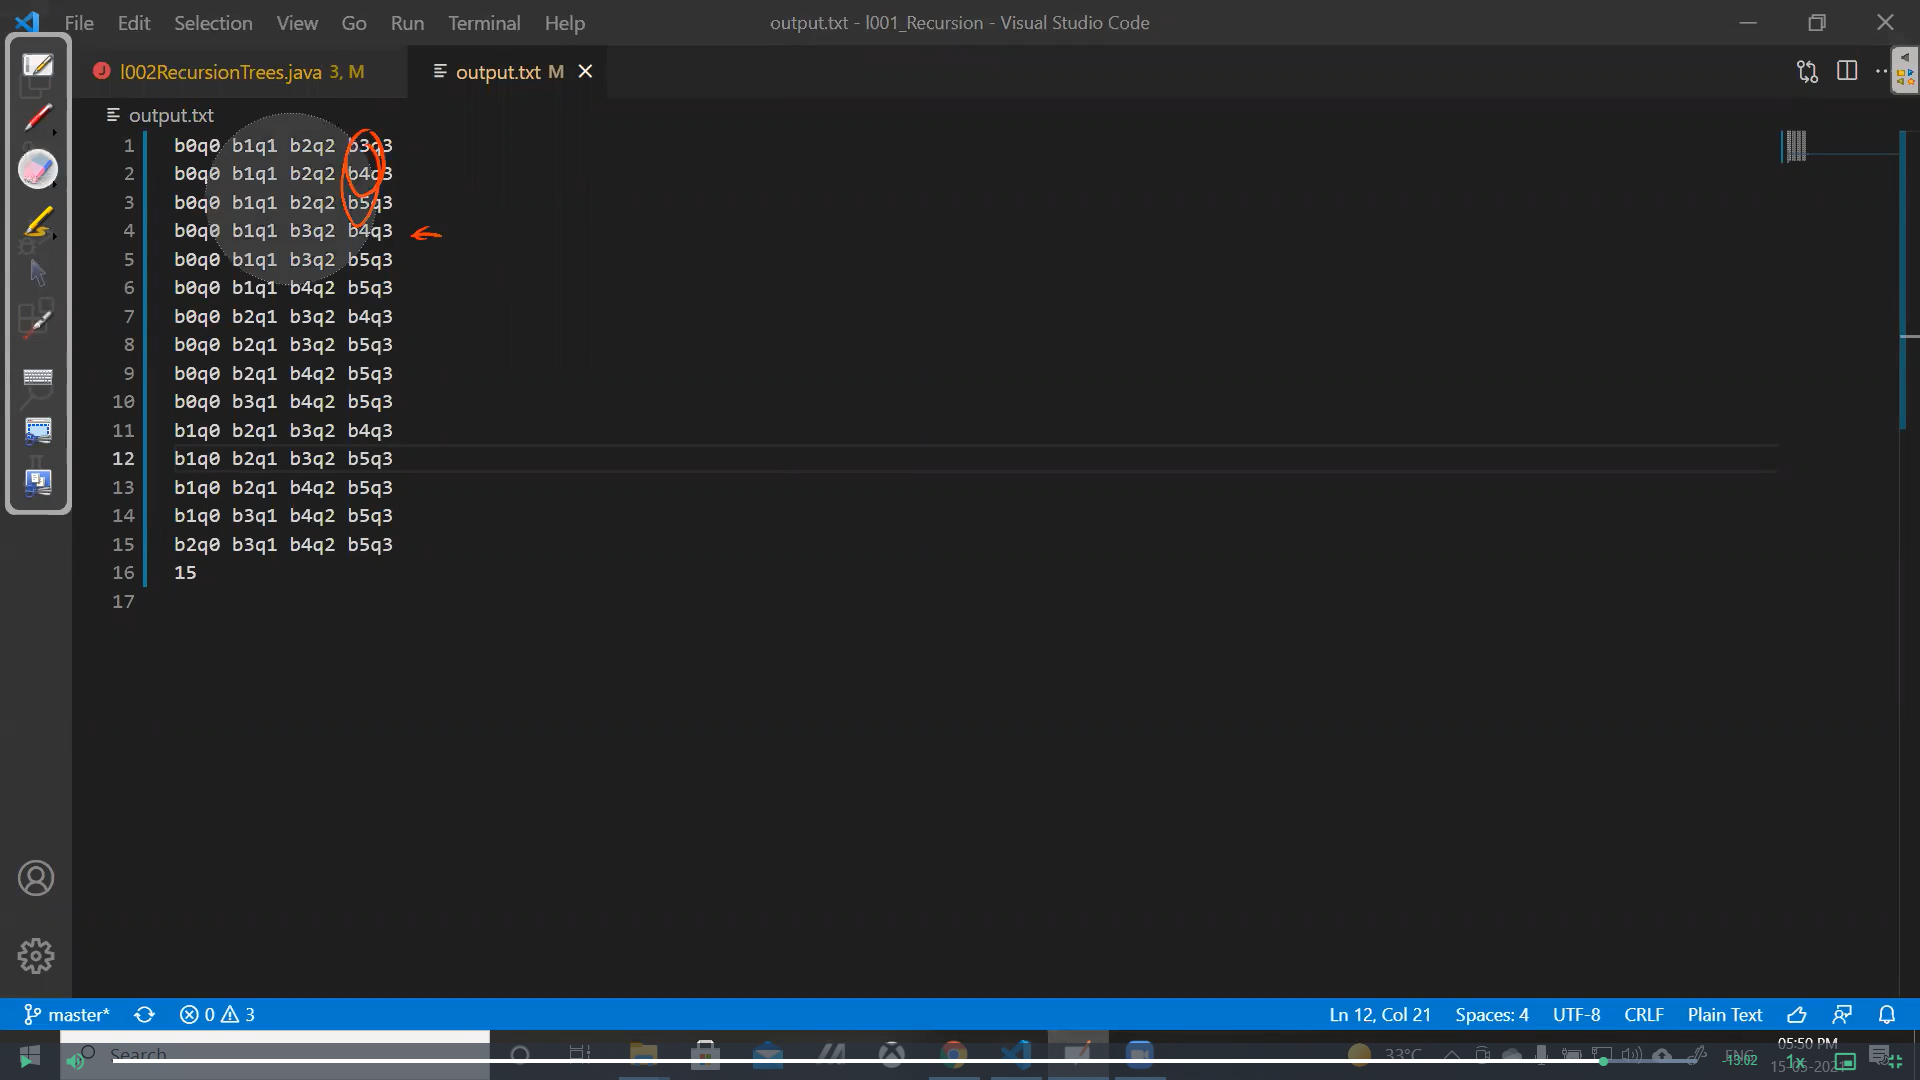 File Edit Selection View Go Run Terminal Help output.txt - l001_Recursion - Visual Studio Code
l002RecursionTrees.java 3, M output.txt M
output.txt
1 b0q0 b1q1 b2q2 b3q3
2 b0q0 b1q1 b2q2 b4q3
3 b0q0 b1q1 b2q2 b5q3
4 b0q0 b1q1 b3q2 b4q3
5 b0q0 b1q1 b3q2 b5q3
6 b0q0 b1q1 b4q2 b5q3
7 b0q0 b2q1 b3q2 b4q3
8 b0q0 b2q1 b3q2 b5q3
9 b0q0 b2q1 b4q2 b5q3
10 b0q0 b3q1 b4q2 b5q3
11 b1q0 b2q1 b3q2 b4q3
12 b1q0 b2q1 b3q2 b5q3
13 b1q0 b2q1 b4q2 b5q3
14 b1q0 b3q1 b4q2 b5q3
15 b2q0 b3q1 b4q2 b5q3
16 15
17
master* 0 3 Ln 12, Col 21 Spaces: 4 UTF-8 CRLF Plain Text
Search 33°C ENG 05:50 PM
-13:02 1x